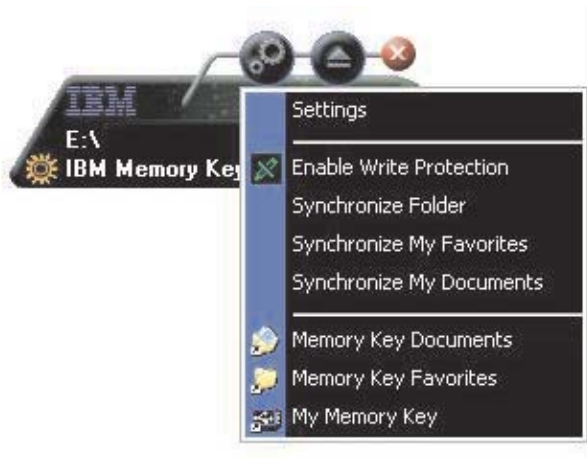 IBM
E:\
IBM Memory Key
Settings
Enable Write Protection
Synchronize Folder
Synchronize My Favorites
Synchronize My Documents
Memory Key Documents
Memory Key Favorites
My Memory Key